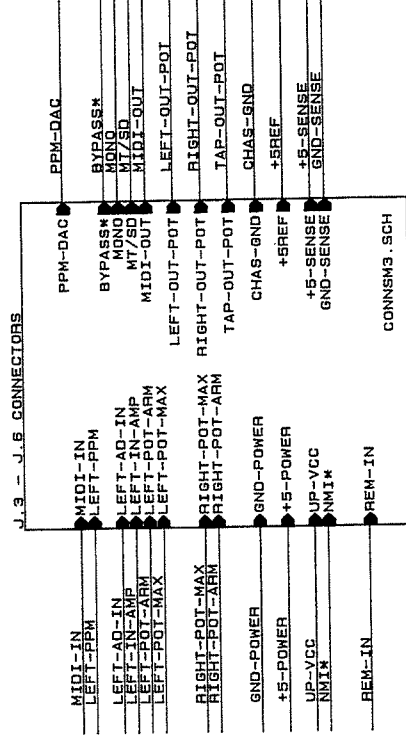 J.3 - J.6 CONNECTORS
PPM-DAC PPM-DAC
MIDI-IN MIDI-IN
LEFT-PPM LEFT-PPM
BYPASS* BYPASS*
LEFT-AD-IN LEFT-AD-IN MONO MONO
LEFT-IN-AMP LEFT-IN-AMP MT/SD MT/SD
LEFT-POT-ARM LEFT-POT-ARM MIDI-OUT MIDI-OUT
LEFT-POT-MAX LEFT-POT-MAX LEFT-OUT-POT LEFT-OUT-POT
RIGHT-POT-MAX RIGHT-POT-MAX RIGHT-OUT-POT RIGHT-OUT-POT
RIGHT-POT-ARM RIGHT-POT-ARM TAP-OUT-POT TAP-OUT-POT
GND-POWER GND-POWER CHAS-GND CHAS-GND
+5-POWER +5-POWER +5REF +5REF
UP-VCC UP-VCC +5-SENSE +5-SENSE
NMI* NMI* GND-SENSE GND-SENSE
REM-IN REM-IN
CONNSM3.SCH